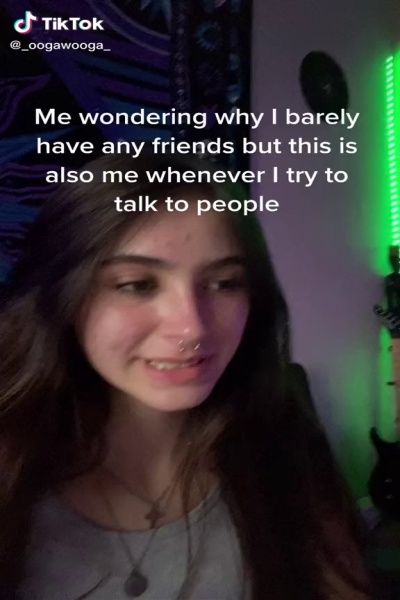 TikTok
@_oogawooga_
Me wondering why I barely
have any friends but this is
also me whenever I try to
talk to people